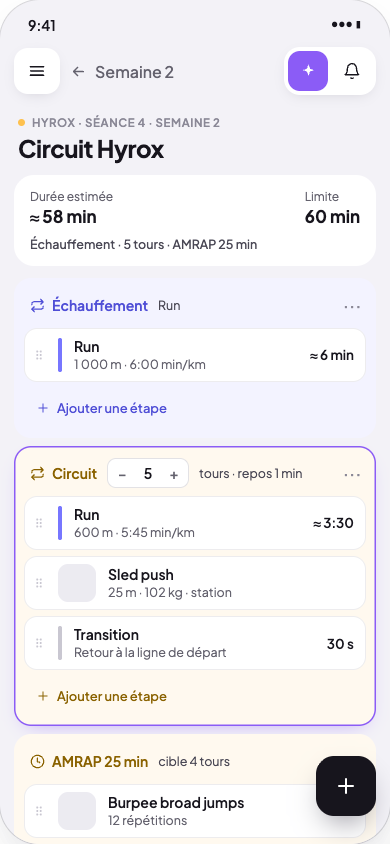 9:41
Semaine 2
HYROX · SÉANCE 4 · SEMAINE 2
Circuit Hyrox
Durée estimée
≈ 58 min
Limite
60 min
Échauffement · 5 tours · AMRAP 25 min
Échauffement Run
Run
1 000 m · 6:00 min/km
≈ 6 min
+ Ajouter une étape
Circuit − 5 + tours · repos 1 min
Run
600 m · 5:45 min/km
≈ 3:30
Sled push
25 m · 102 kg · station
Transition
Retour à la ligne de départ
30 s
+ Ajouter une étape
AMRAP 25 min cible 4 tours
Burpee broad jumps
12 répétitions